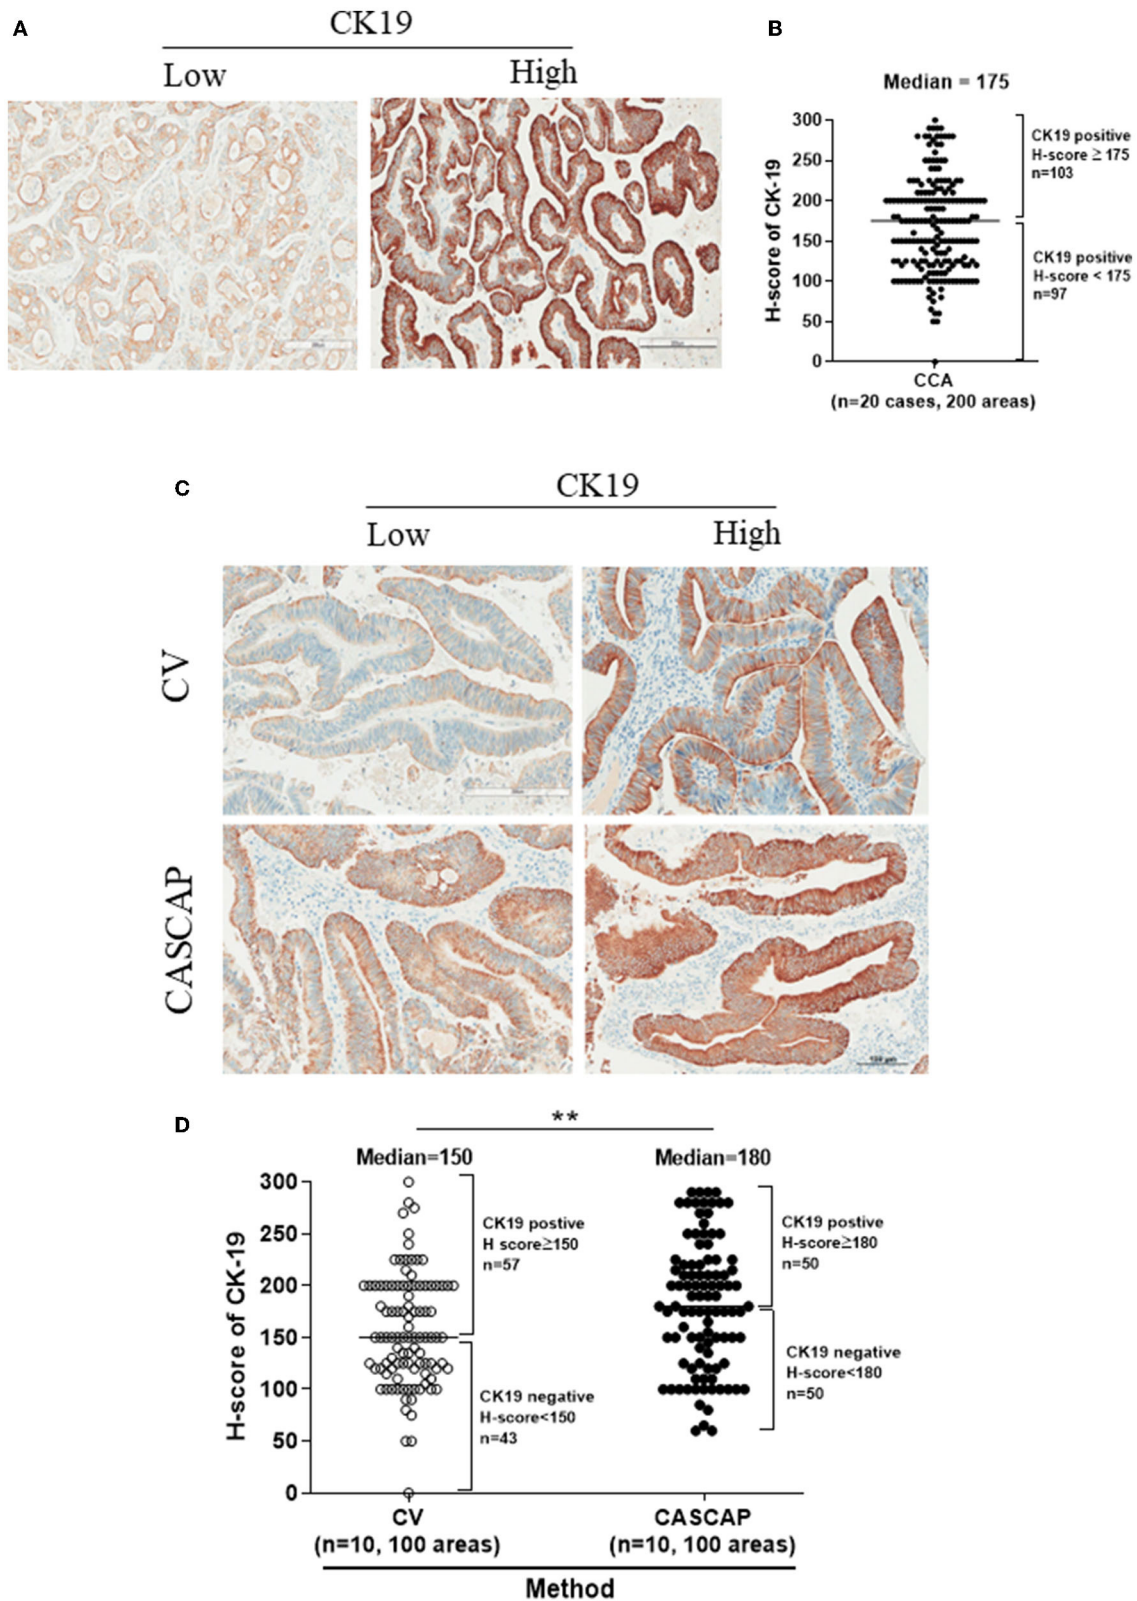 A
CK19
Low
High
B
Median = 175
300
250
200
150
100
50
0
H-score of CK-19
CK19 positive
H-score ≥ 175
n=103
CK19 positive
H-score < 175
n=97
CCA
(n=20 cases, 200 areas)
C
CK19
Low
High
CV
CASCAP
D
**
Median=150
Median=180
300
250
200
150
100
50
0
H-score of CK-19
CK19 postive
H score≥150
n=57
CK19 negative
H-score<150
n=43
CK19 postive
H-score≥180
n=50
CK19 negative
H-score<180
n=50
CV
(n=10, 100 areas)
CASCAP
(n=10, 100 areas)
Method